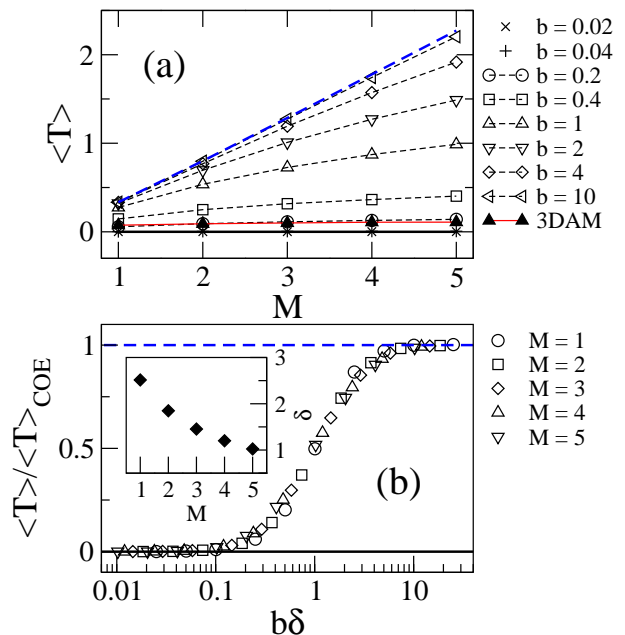 (a)
<T>
2
1
0
1 2 3 4 5
M
b = 0.02
b = 0.04
b = 0.2
b = 0.4
b = 1
b = 2
b = 4
b = 10
3DAM
(b)
<T>/<T>COE
1
0.5
0
0.01 0.1 1 10
bδ
3
2
1
δ
1 2 3 4 5
M
M = 1
M = 2
M = 3
M = 4
M = 5